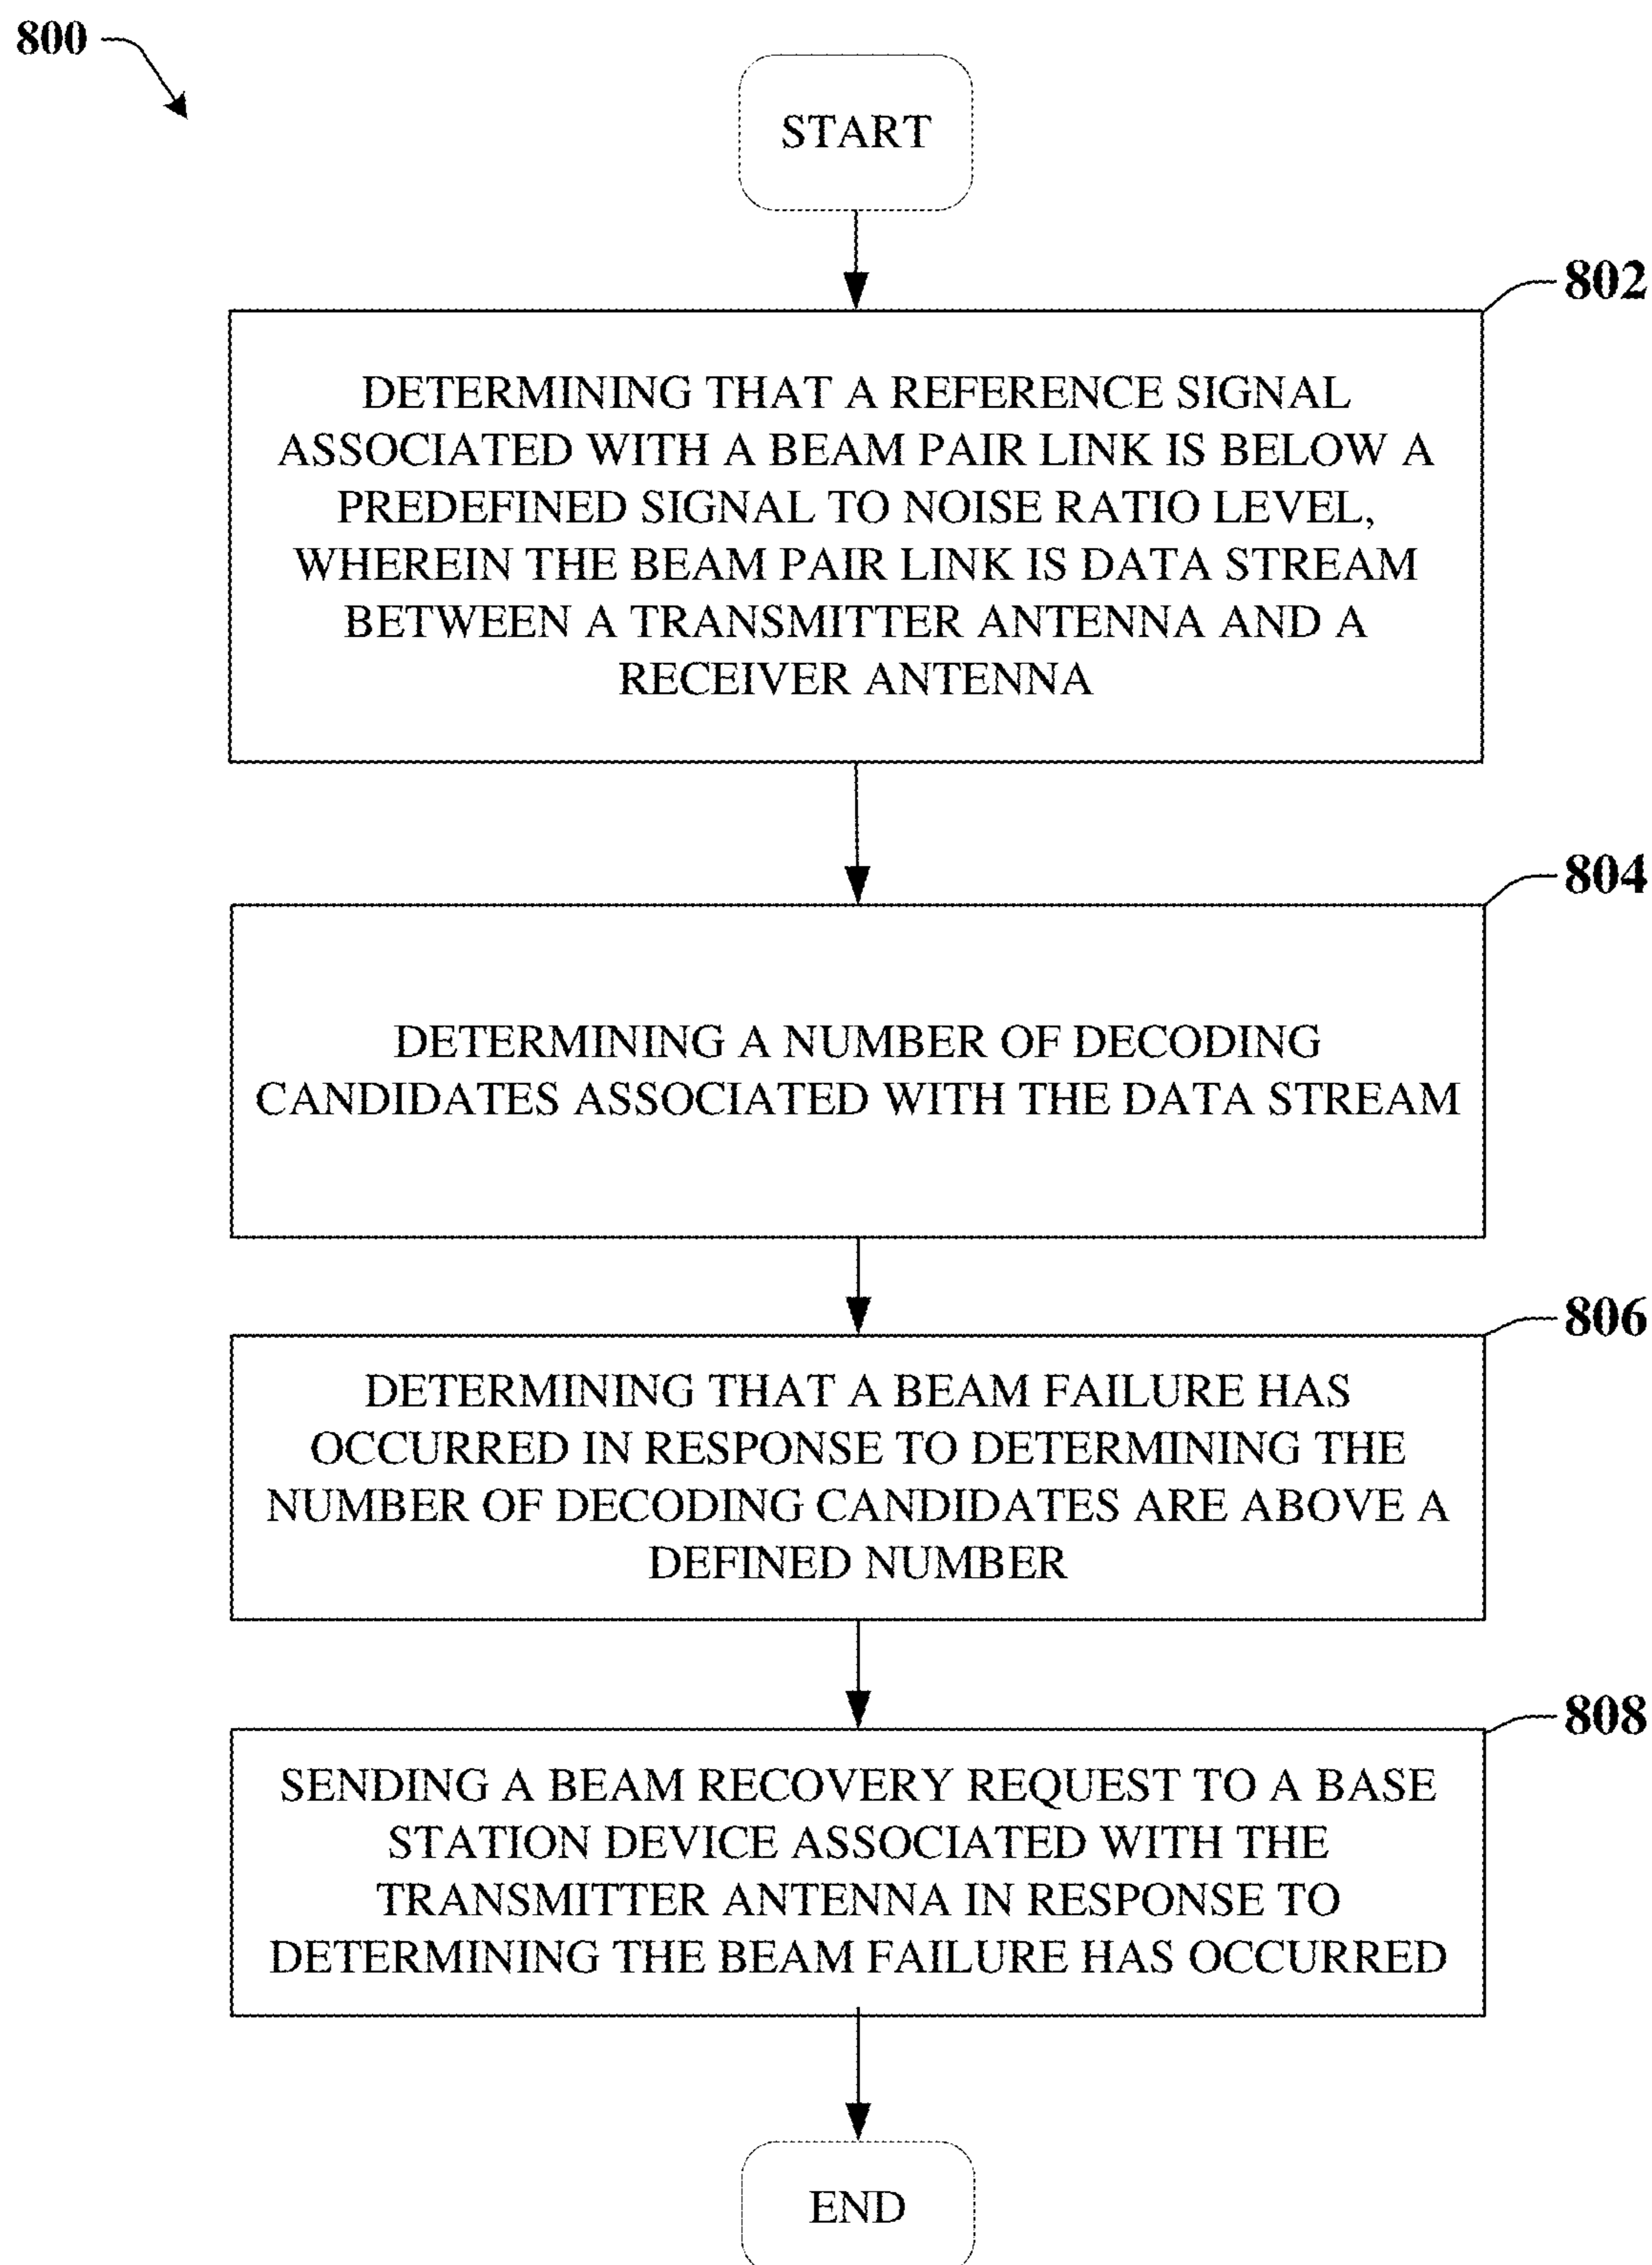 800
START
802
DETERMINING THAT A REFERENCE SIGNAL
ASSOCIATED WITH A BEAM PAIR LINK IS BELOW A
PREDEFINED SIGNAL TO NOISE RATIO LEVEL,
WHEREIN THE BEAM PAIR LINK IS DATA STREAM
BETWEEN A TRANSMITTER ANTENNA AND A
RECEIVER ANTENNA
804
DETERMINING A NUMBER OF DECODING
CANDIDATES ASSOCIATED WITH THE DATA STREAM
806
DETERMINING THAT A BEAM FAILURE HAS
OCCURRED IN RESPONSE TO DETERMINING THE
NUMBER OF DECODING CANDIDATES ARE ABOVE A
DEFINED NUMBER
808
SENDING A BEAM RECOVERY REQUEST TO A BASE
STATION DEVICE ASSOCIATED WITH THE
TRANSMITTER ANTENNA IN RESPONSE TO
DETERMINING THE BEAM FAILURE HAS OCCURRED
END